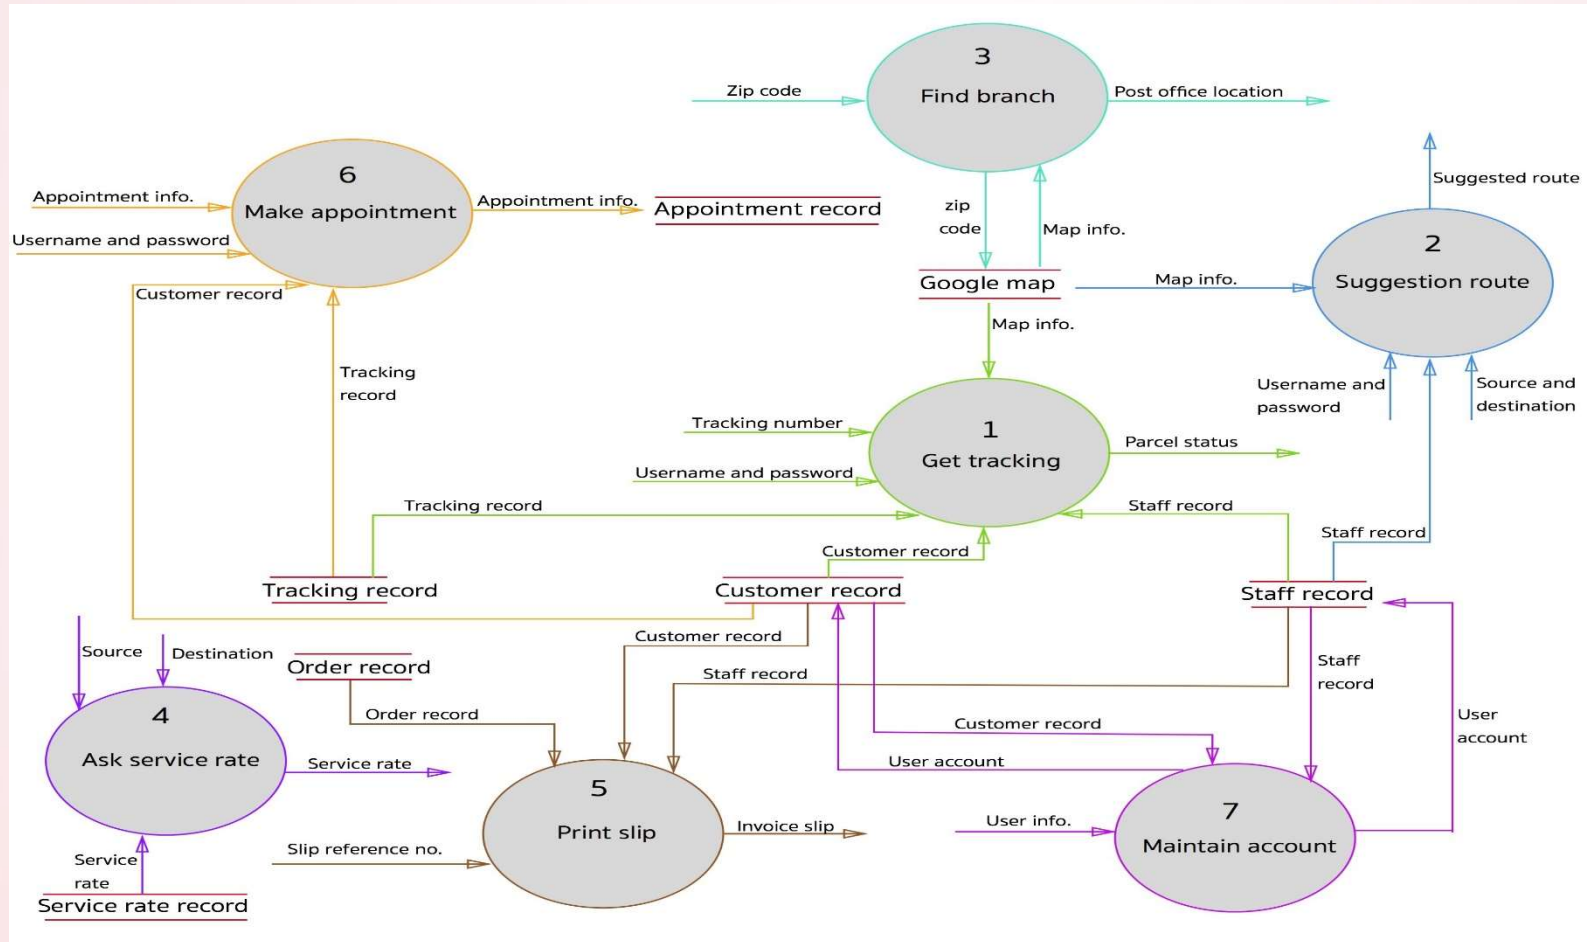 3
Find branch
Zip code
Post office location
zip
code
Map info.
6
Make appointment
Appointment info.
Username and password
Customer record
Appointment info.
Appointment record
Tracking
record
Suggested route
2
Suggestion route
Google map
Map info.
Map info.
Username and
password
Source and
destination
1
Get tracking
Tracking number
Username and password
Parcel status
Tracking record
Staff record
Customer record
Staff record
Tracking record
Customer record
Staff record
Source
Destination
Order record
Customer record
Staff record
Staff
record
4
Ask service rate
Order record
Service rate
Customer record
User account
User
account
5
Print slip
Slip reference no.
Invoice slip
User info.
7
Maintain account
Service
rate
Service rate record